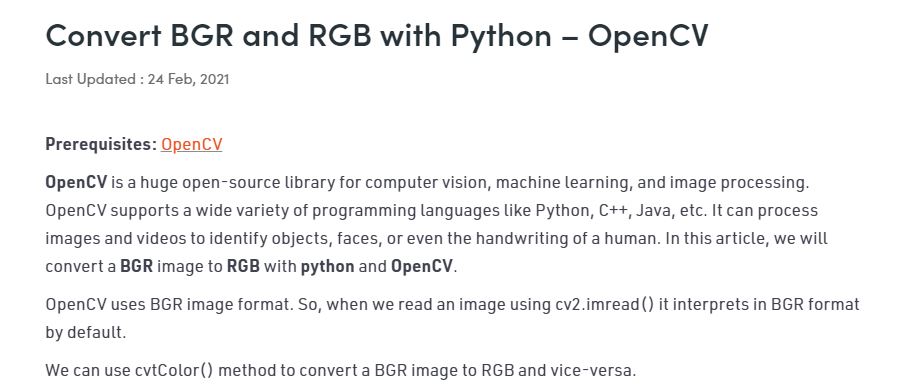 Convert BGR and RGB with Python – OpenCV
Last Updated : 24 Feb, 2021
Prerequisites: OpenCV
OpenCV is a huge open-source library for computer vision, machine learning, and image processing.
OpenCV supports a wide variety of programming languages like Python, C++, Java, etc. It can process
images and videos to identify objects, faces, or even the handwriting of a human. In this article, we will
convert a BGR image to RGB with python and OpenCV.
OpenCV uses BGR image format. So, when we read an image using cv2.imread() it interprets in BGR format
by default.
We can use cvtColor() method to convert a BGR image to RGB and vice-versa.